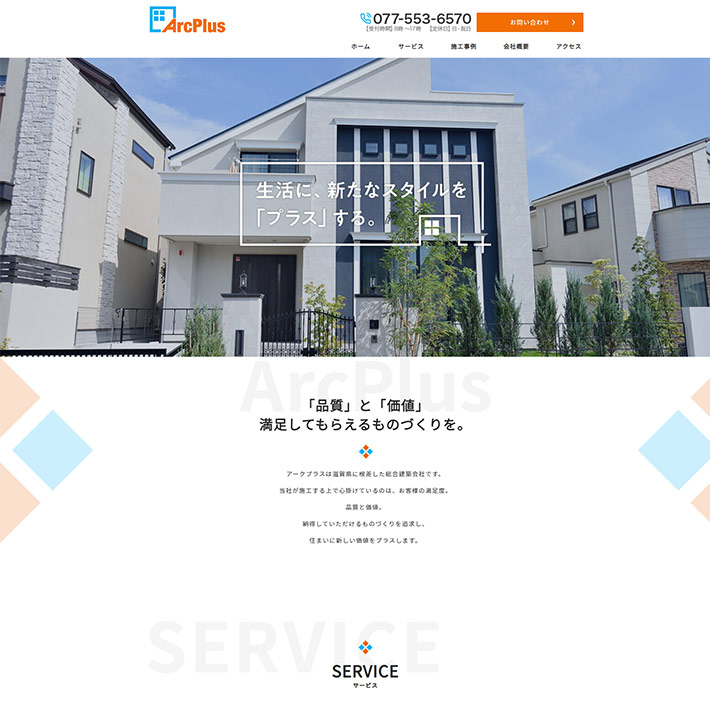 ArcPlus
077-553-6570
【受付時間】8時～17時 【定休日】日・祝日
お問い合わせ
ホーム サービス 施工事例 会社概要 アクセス
生活に、新たなスタイルを
「プラス」する。
ArcPlus
「品質」と「価値」
満足してもらえるものづくりを。
アークプラスは滋賀県に根差した総合建築会社です。
当社が施工する上で心掛けているのは、お客様の満足度。
品質と価値。
納得していただけるものづくりを追求し、
住まいに新しい価値をプラスします。
SERVICE
SERVICE
サービス